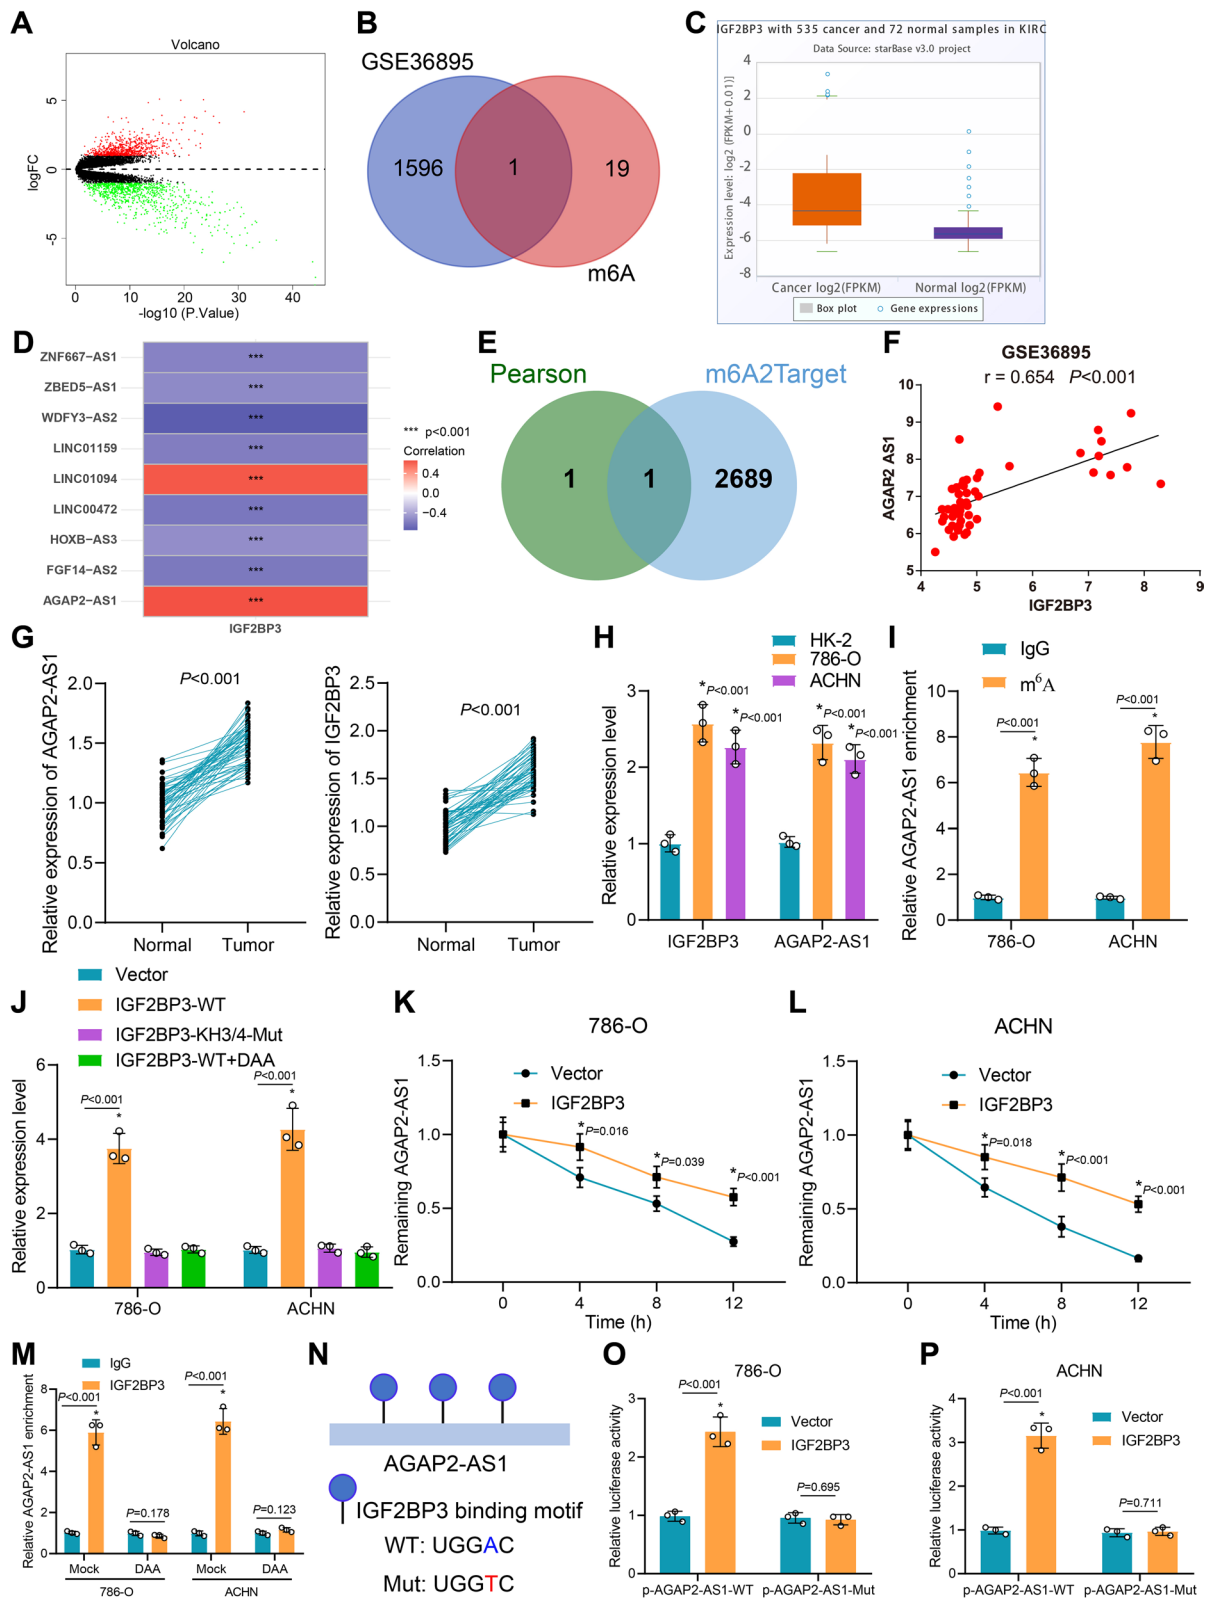 A
Volcano
logFC
5
0
-5
0
10
20
30
40
-log10 (P.Value)
B
GSE36895
1596
1
19
m6A
C
IGF2BP3 with 535 cancer and 72 normal samples in KIRC
Data Source: starBase v3.0 project
Expression level: log2 (FPKM+0.01)]
4
2
0
-2
-4
-6
-8
Cancer log2(FPKM)
Normal log2(FPKM)
Box plot
Gene expressions
D
ZNF667−AS1
***
ZBED5−AS1
***
WDFY3−AS2
***
LINC01159
***
LINC01094
***
LINC00472
***
HOXB−AS3
***
FGF14−AS2
***
AGAP2−AS1
***
IGF2BP3
*** p<0.001
Correlation
0.4
0.0
−0.4
E
Pearson
m6A2Target
1
1
2689
F
GSE36895
r = 0.654 P<0.001
AGAP2 AS1
10
9
8
7
6
5
4
5
6
7
8
9
IGF2BP3
G
Relative expression of AGAP2-AS1
P<0.001
2.0
1.5
1.0
0.5
0.0
Normal
Tumor
Relative expression of IGF2BP3
P<0.001
2.5
2.0
1.5
1.0
0.5
0.0
Normal
Tumor
H
HK-2
786-O
ACHN
Relative expression level
3
2
1
0
*
P<0.001
*
P<0.001
*
P<0.001
*
P<0.001
IGF2BP3
AGAP2-AS1
I
IgG
m6A
Relative AGAP2-AS1 enrichment
10
8
6
4
2
0
P<0.001
*
P<0.001
*
786-O
ACHN
J
Vector
IGF2BP3-WT
IGF2BP3-KH3/4-Mut
IGF2BP3-WT+DAA
Relative expression level
6
4
2
0
P<0.001
*
P<0.001
*
786-O
ACHN
K
786-O
Vector
IGF2BP3
Remaining AGAP2-AS1
1.5
1.0
0.5
0.0
*
P=0.016
*
P=0.039
*
P<0.001
0
4
8
12
Time (h)
L
ACHN
Vector
IGF2BP3
Remaining AGAP2-AS1
1.5
1.0
0.5
0.0
*
P=0.018
*
P<0.001
*
P<0.001
0
4
8
12
Time (h)
M
IgG
IGF2BP3
Relative AGAP2-AS1 enrichment
8
6
4
2
0
P<0.001
*
P=0.178
P<0.001
*
P=0.123
Mock
DAA
Mock
DAA
786-O
ACHN
N
AGAP2-AS1
IGF2BP3 binding motif
WT: UGGAC
Mut: UGGTC
O
786-O
Vector
IGF2BP3
Relative luciferase activity
3
2
1
0
P<0.001
*
P=0.695
p-AGAP2-AS1-WT
p-AGAP2-AS1-Mut
P
ACHN
Vector
IGF2BP3
Relative luciferase activity
4
3
2
1
0
P<0.001
*
P=0.711
p-AGAP2-AS1-WT
p-AGAP2-AS1-Mut